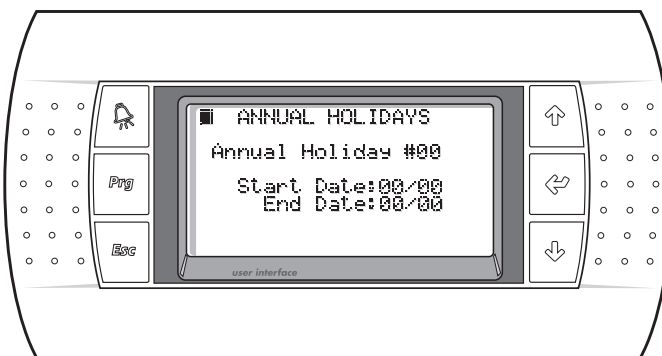 ANNUAL HOLIDAYS
Annual Holiday #00
Start Date:00/00
End Date:00/00
Prg
Esc
user interface